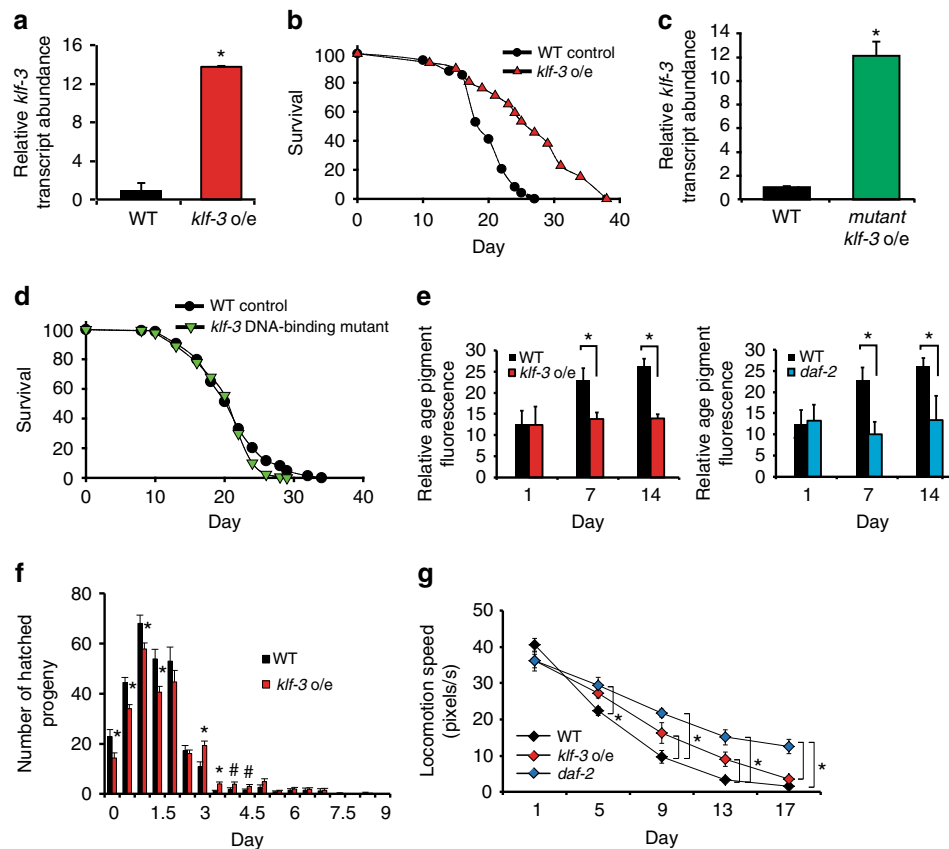 a
Relative klf-3
transcript abundance
16
12
8
4
0
*
WT
klf-3 o/e
b
Survival
100
80
60
40
20
0
WT control
klf-3 o/e
0
10
20
30
40
Day
c
Relative klf-3
transcript abundance
14
12
10
8
6
4
2
0
*
WT
mutant
klf-3 o/e
d
WT control
klf-3 DNA-binding mutant
Survival
100
80
60
40
20
0
0
10
20
30
40
Day
e
Relative age pigment
fluorescence
30
25
20
15
10
5
0
WT
klf-3 o/e
*
*
1
7
14
Day
Relative age pigment
fluorescence
30
25
20
15
10
5
0
WT
daf-2
*
*
1
7
14
Day
f
Number of hatched
progeny
80
60
40
20
0
WT
klf-3 o/e
* * * * * * # #
0
1.5
3
4.5
6
7.5
9
Day
g
Locomotion speed
(pixels/s)
50
40
30
20
10
0
WT
klf-3 o/e
daf-2
*
*
*
*
1
5
9
13
17
Day